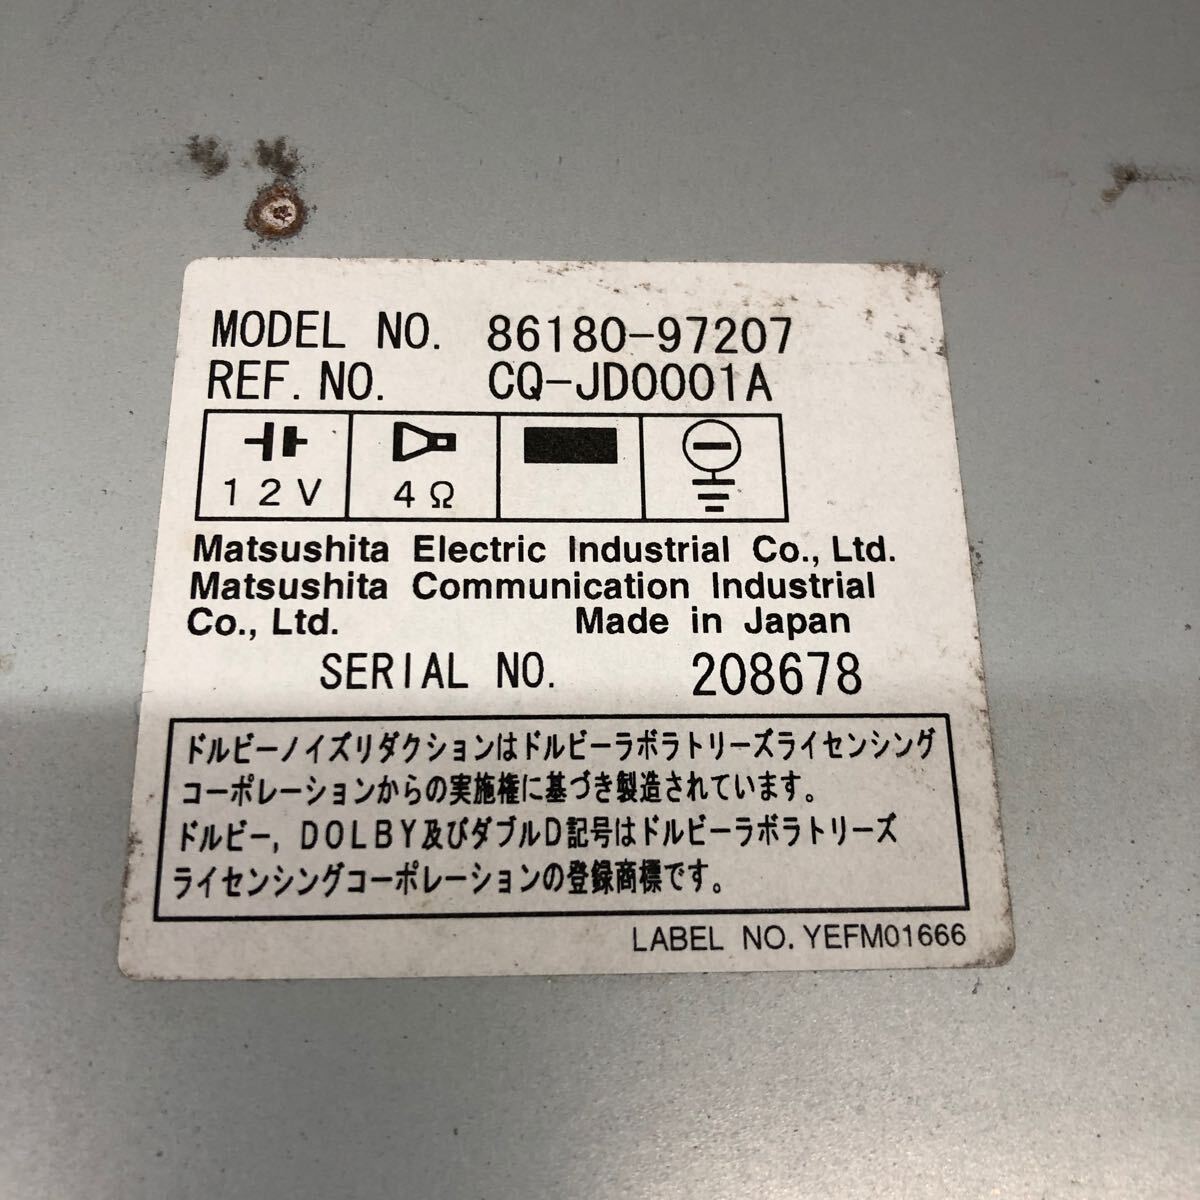 MODEL NO. 86180-97207
REF. NO. CQ-JD0001A
12V 4Ω
Matsushita Electric Industrial Co., Ltd.
Matsushita Communication Industrial
Co., Ltd. Made in Japan
SERIAL NO. 208678
ドルビーノイズリダクションはドルビーラボラトリーズライセンシング
コーポレーションからの実施権に基づき製造されています。
ドルビー, DOLBY及びダブルD記号はドルビーラボラトリーズ
ライセンシングコーポレーションの登録商標です。
LABEL NO. YEFM01666